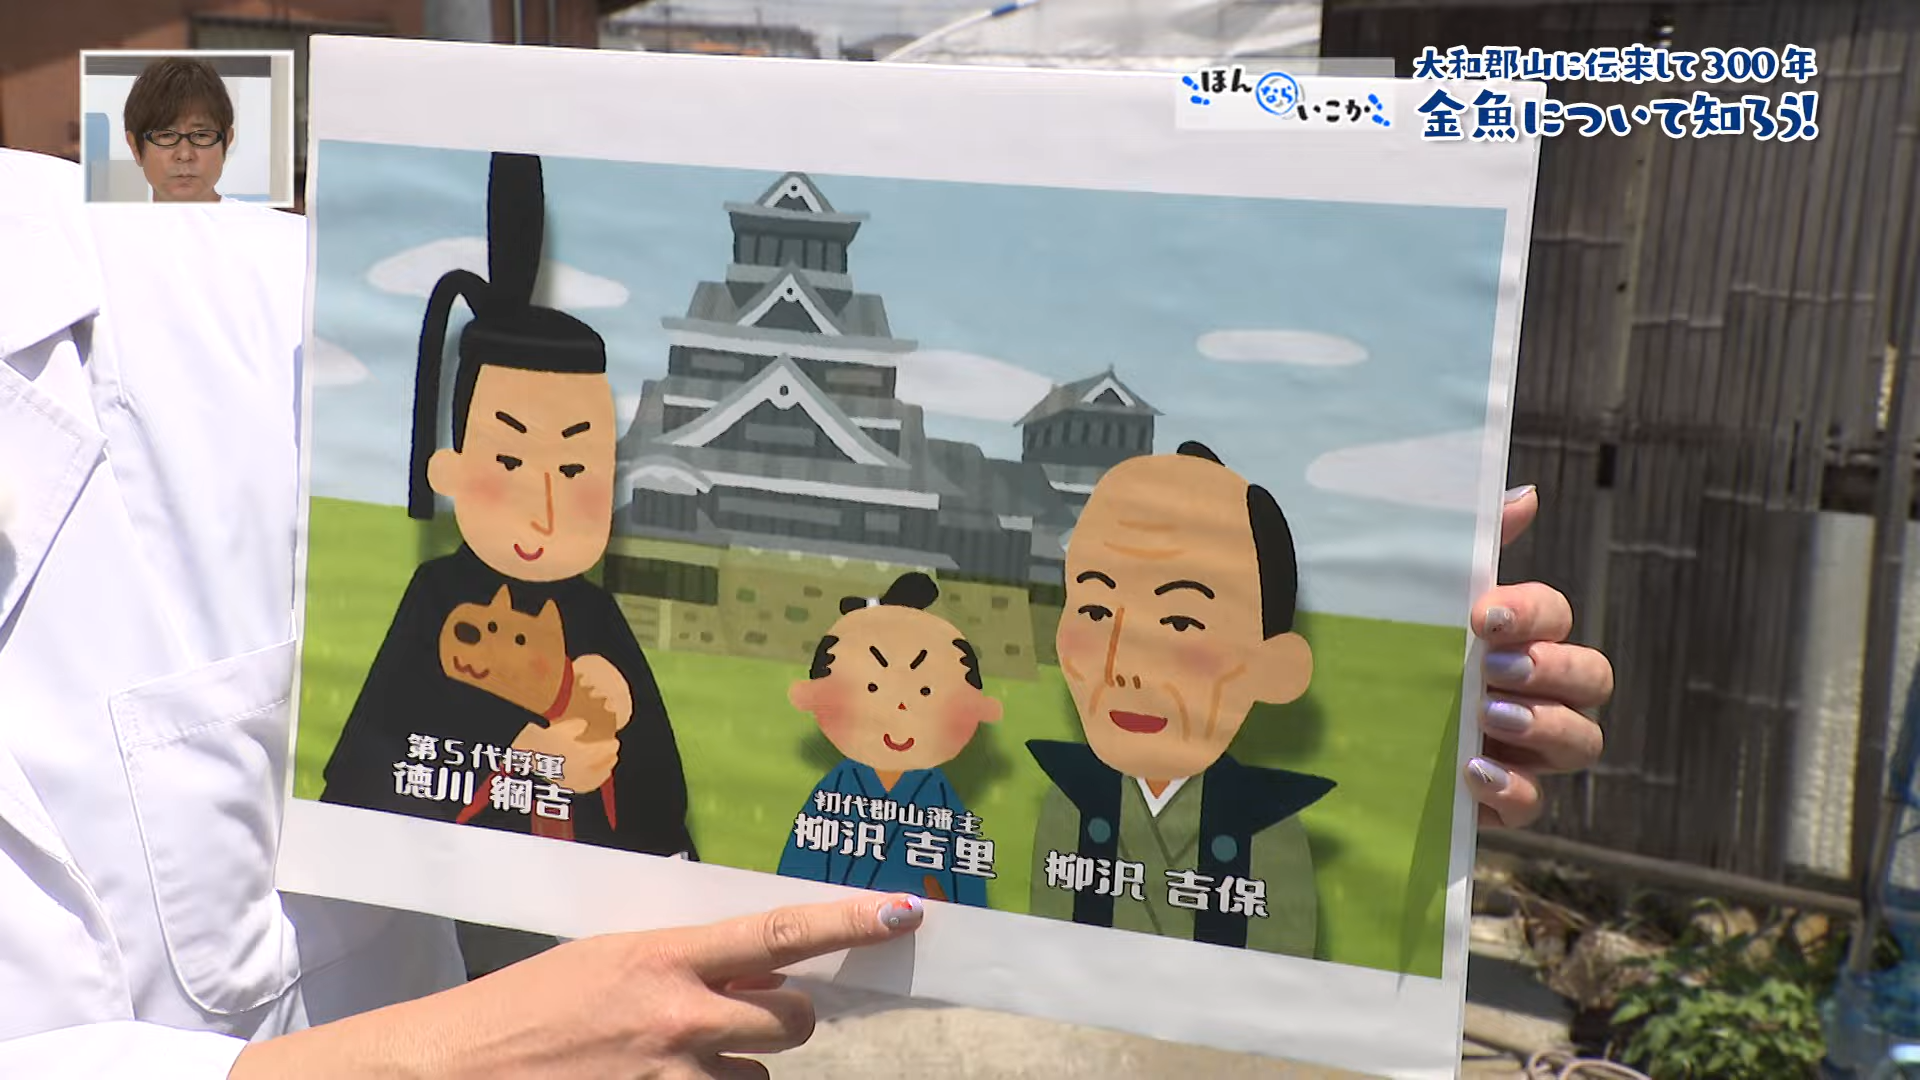 ほんならいこか
大和郡山に伝来して300年
金魚について知ろう!
第5代将軍
徳川 綱吉
初代郡山藩主
柳沢 吉里
柳沢 吉保